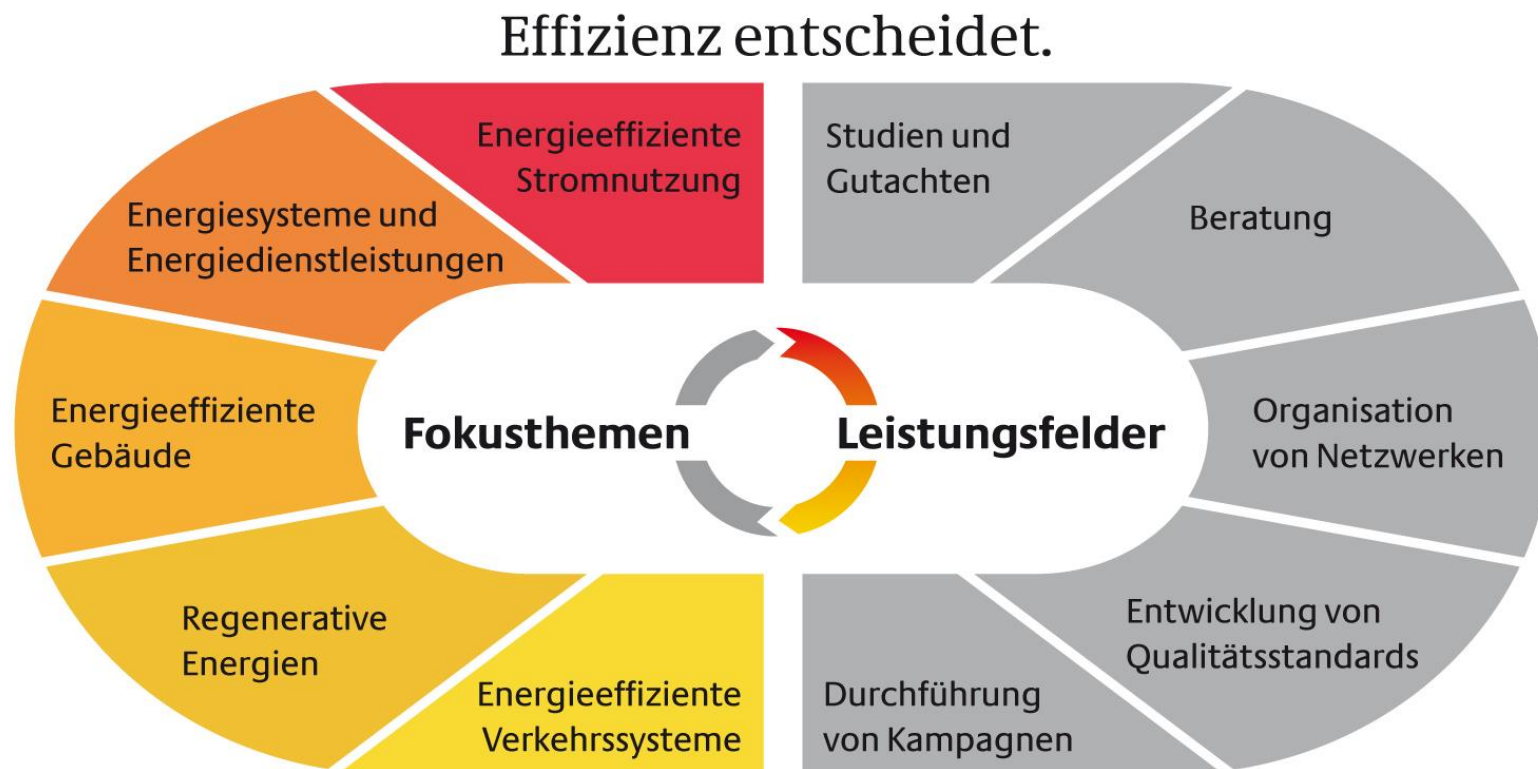 Effizienz entscheidet.
Energieeffiziente
Stromnutzung
Energiesysteme und
Energiedienstleistungen
Energieeffiziente
Gebäude
Regenerative
Energien
Energieeffiziente
Verkehrssysteme
Fokusthemen
Leistungsfelder
Studien und
Gutachten
Beratung
Organisation
von Netzwerken
Entwicklung von
Qualitätsstandards
Durchführung
von Kampagnen